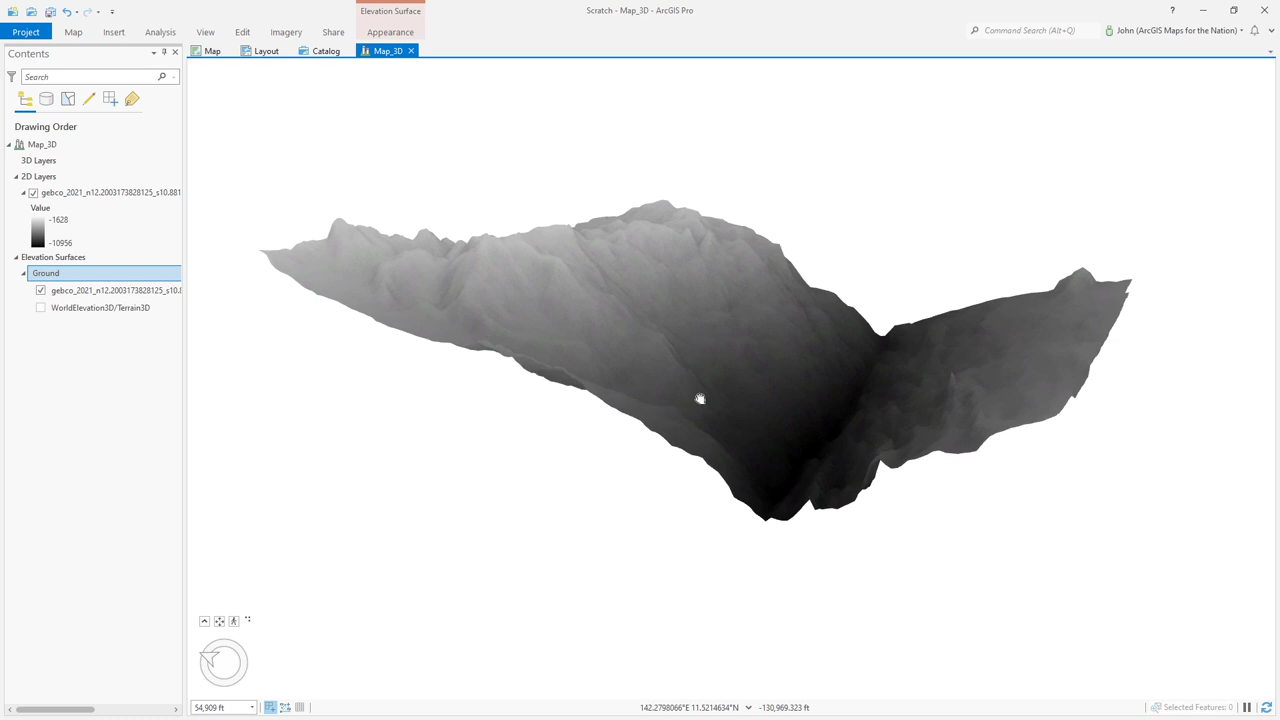 Elevation Surface
Scratch - Map_3D - ArcGIS Pro
?
Project
Map
Insert
Analysis
View
Edit
Imagery
Share
Appearance
Command Search (Alt+Q)
John (ArcGIS Maps for the Nation)
Contents
Map
Layout
Catalog
Map_3D
Search
Drawing Order
Map_3D
3D Layers
2D Layers
gebco_2021_n12.2003173828125_s10.881
Value
-1628
-10956
Elevation Surfaces
Ground
gebco_2021_n12.2003173828125_s10.8
WorldElevation3D/Terrain3D
54,909 ft
142.2798066°E 11.5214634°N
-130,969.323 ft
Selected Features: 0